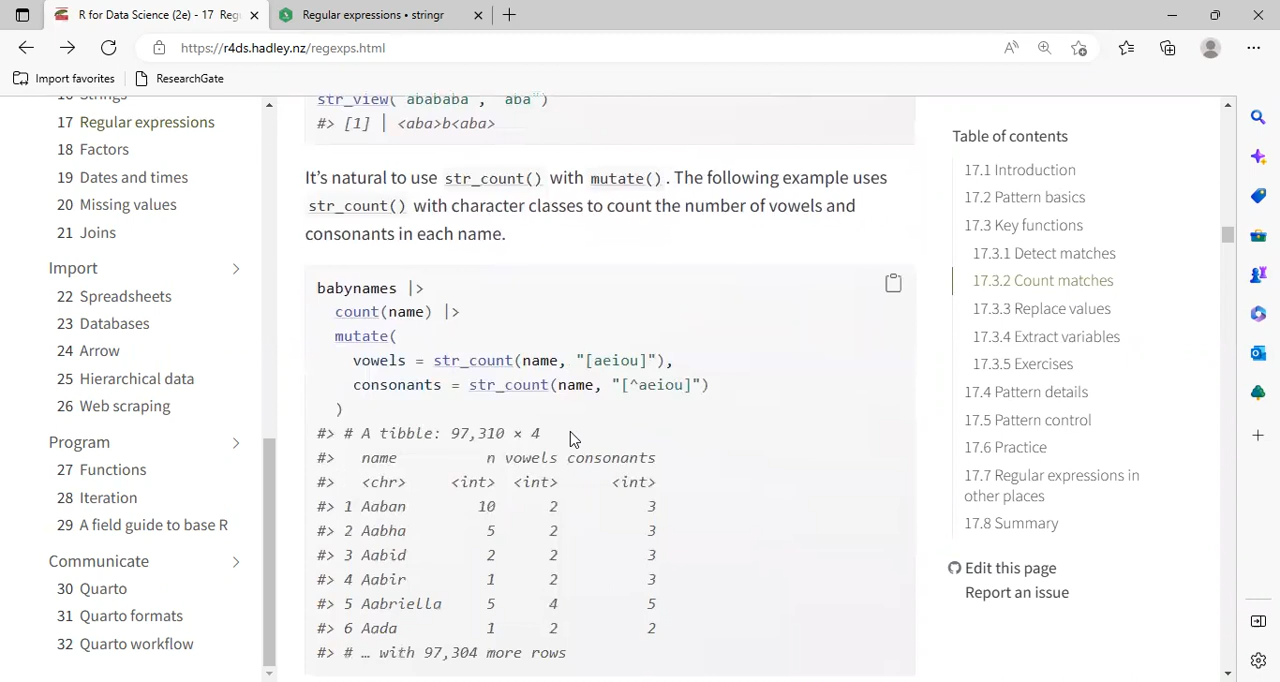 R for Data Science (2e) - 17 Reg
Regular expressions • stringr
https://r4ds.hadley.nz/regexps.html
Import favorites
ResearchGate
16 Strings
17 Regular expressions
18 Factors
19 Dates and times
20 Missing values
21 Joins
Import
22 Spreadsheets
23 Databases
24 Arrow
25 Hierarchical data
26 Web scraping
Program
27 Functions
28 Iteration
29 A field guide to base R
Communicate
30 Quarto
31 Quarto formats
32 Quarto workflow
str_view("abababa", "aba")
#> [1] │ <aba>b<aba>
It’s natural to use str_count() with mutate(). The following example uses
str_count() with character classes to count the number of vowels and
consonants in each name.
babynames |>
count(name) |>
mutate(
vowels = str_count(name, "[aeiou]"),
consonants = str_count(name, "[^aeiou]")
)
#> # A tibble: 97,310 × 4
#> name n vowels consonants
#> <chr> <int> <int> <int>
#> 1 Aaban 10 2 3
#> 2 Aabha 5 2 3
#> 3 Aabid 2 2 3
#> 4 Aabir 1 2 3
#> 5 Aabriella 5 4 5
#> 6 Aada 1 2 2
#> # … with 97,304 more rows
Table of contents
17.1 Introduction
17.2 Pattern basics
17.3 Key functions
17.3.1 Detect matches
17.3.2 Count matches
17.3.3 Replace values
17.3.4 Extract variables
17.3.5 Exercises
17.4 Pattern details
17.5 Pattern control
17.6 Practice
17.7 Regular expressions in
other places
17.8 Summary
Edit this page
Report an issue